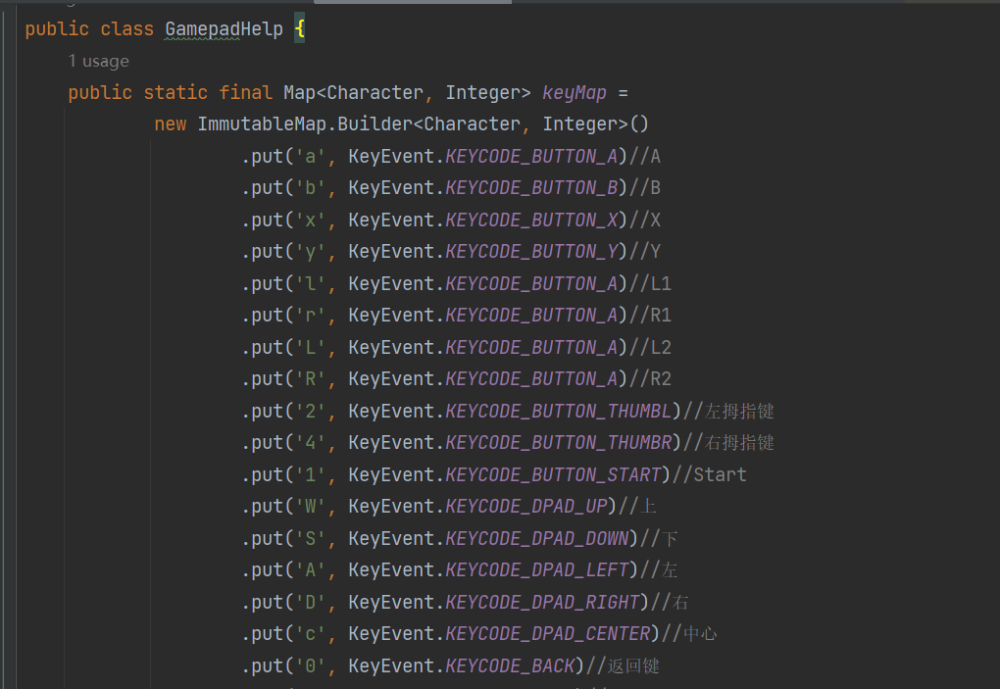 public class GamepadHelp {
1 usage
public static final Map<Character, Integer> keyMap =
new ImmutableMap.Builder<Character, Integer>()
.put('a', KeyEvent.KEYCODE_BUTTON_A)//A
.put('b', KeyEvent.KEYCODE_BUTTON_B)//B
.put('x', KeyEvent.KEYCODE_BUTTON_X)//X
.put('y', KeyEvent.KEYCODE_BUTTON_Y)//Y
.put('l', KeyEvent.KEYCODE_BUTTON_A)//L1
.put('r', KeyEvent.KEYCODE_BUTTON_A)//R1
.put('L', KeyEvent.KEYCODE_BUTTON_A)//L2
.put('R', KeyEvent.KEYCODE_BUTTON_A)//R2
.put('2', KeyEvent.KEYCODE_BUTTON_THUMBL)//左拇指键
.put('4', KeyEvent.KEYCODE_BUTTON_THUMBR)//右拇指键
.put('1', KeyEvent.KEYCODE_BUTTON_START)//Start
.put('W', KeyEvent.KEYCODE_DPAD_UP)//上
.put('S', KeyEvent.KEYCODE_DPAD_DOWN)//下
.put('A', KeyEvent.KEYCODE_DPAD_LEFT)//左
.put('D', KeyEvent.KEYCODE_DPAD_RIGHT)//右
.put('c', KeyEvent.KEYCODE_DPAD_CENTER)//中心
.put('0', KeyEvent.KEYCODE_BACK)//返回键